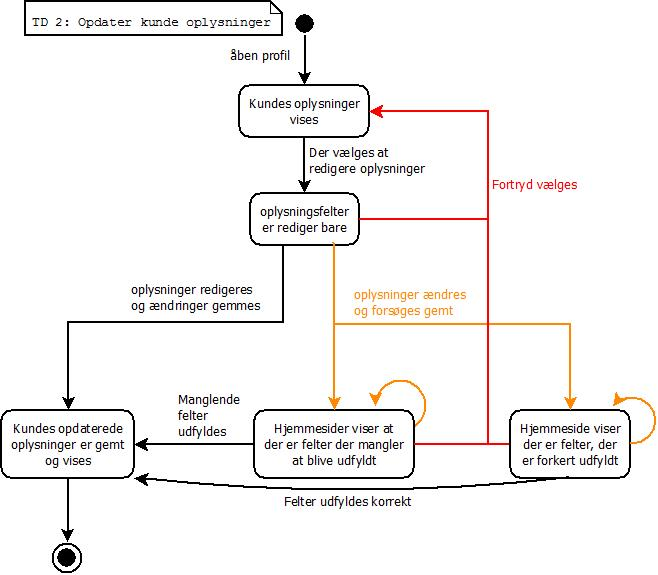 TD 2: Opdater kunde oplysninger
åben profil
Kundes oplysninger
vises
Der vælges at
redigere oplysninger
Fortryd vælges
oplysningsfelter
er rediger bare
oplysninger redigeres
og ændringer gemmes
oplysninger ændres
og forsøges gemt
Manglende
felter
udfyldes
Kundes opdaterede
oplysninger er gemt
og vises
Hjemmesider viser at
der er felter der mangler
at blive udfyldt
Hjemmeside viser
der er felter, der
er forkert udfyldt
Felter udfyldes korrekt